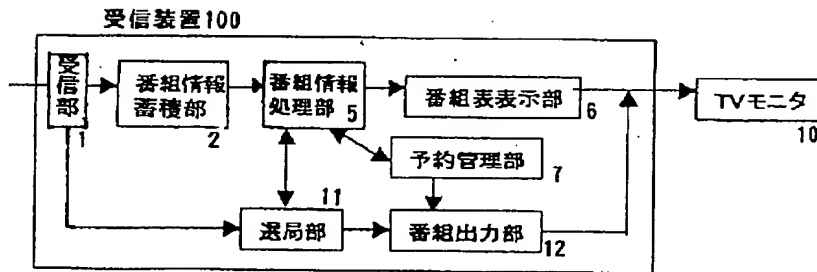 受信装置100
受信部
1
番組情報
蓄積部
2
番組情報
処理部
5
番組表表示部
6
TVモニタ
10
予約管理部
7
選局部
11
番組出力部
12